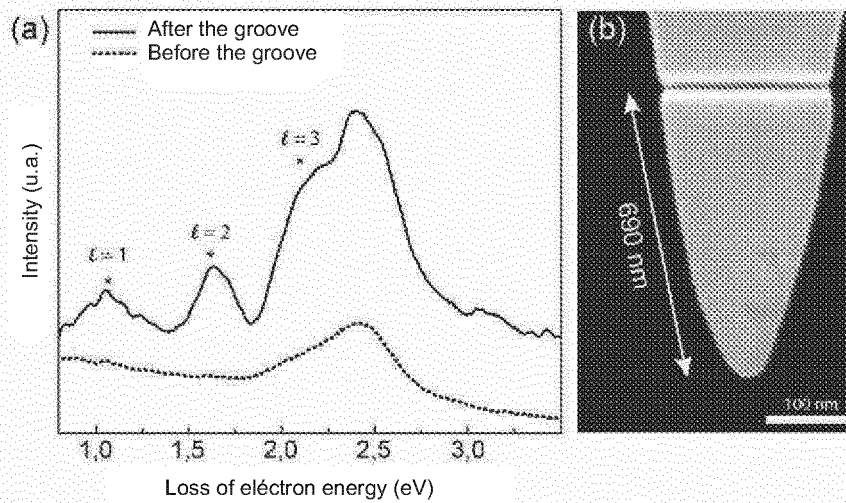 (a)
After the groove
Before the groove
ℓ = 1
ℓ = 2
ℓ = 3
*
*
*
Intensity (u.a.)
1,0 1,5 2,0 2,5 3,0
Loss of eléctron energy (eV)
(b)
690 nm
100 nm